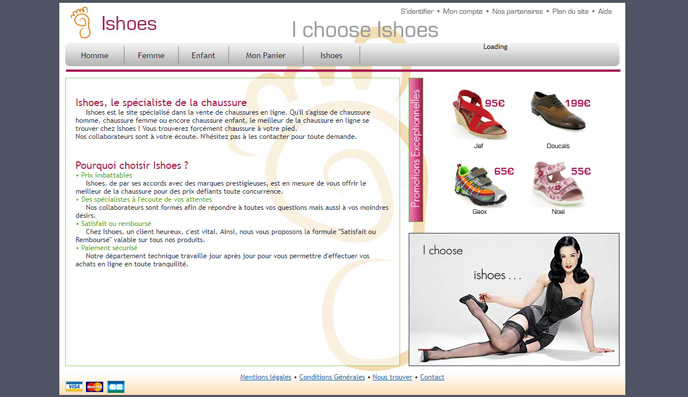 Ishoes
I choose Ishoes
S'identifier • Mon compte • Nos partenaires • Plan du site • Aide
Homme
Femme
Enfant
Mon Panier
Ishoes
Loading
Ishoes, le spécialiste de la chaussure
Ishoes est le site spécialisé dans la vente de chaussures en ligne. Qu'il s'agisse de chaussure
homme, chaussure femme ou encore chaussure enfant, le meilleur de la chaussure en ligne se
trouver chez Ishoes ! Vous trouverez forcément chaussure à votre pied.
Nos collaborateurs sont à votre écoute. N'hésitez pas à les contacter pour toute demande.
Pourquoi choisir Ishoes ?
• Prix imbattables
Ishoes, de par ses accords avec des marques prestigieuses, est en mesure de vous offrir le
meilleur de la chaussure pour des prix défiants toute concurrence.
• Des spécialistes à l'écoute de vos attentes
Nos collaborateurs sont formés afin de répondre à toutes vos questions mais aussi à vos moindres
désirs.
• Satisfait ou remboursé
Chez Ishoes, un client heureux, c'est vital. Ainsi, nous vous proposons la formule "Satisfait ou
Remboursé" valable sur tous nos produits.
• Paiement sécurisé
Notre département technique travaille jour après jour pour vous permettre d'effectuer vos
achats en ligne en toute tranquilité.
Promotions Exceptionnelles
95€
Jef
199€
Doucals
65€
Geox
55€
Noel
I choose
ishoes...
Mentions légales • Conditions Générales • Nous trouver • Contact
VISA
MasterCard
CB